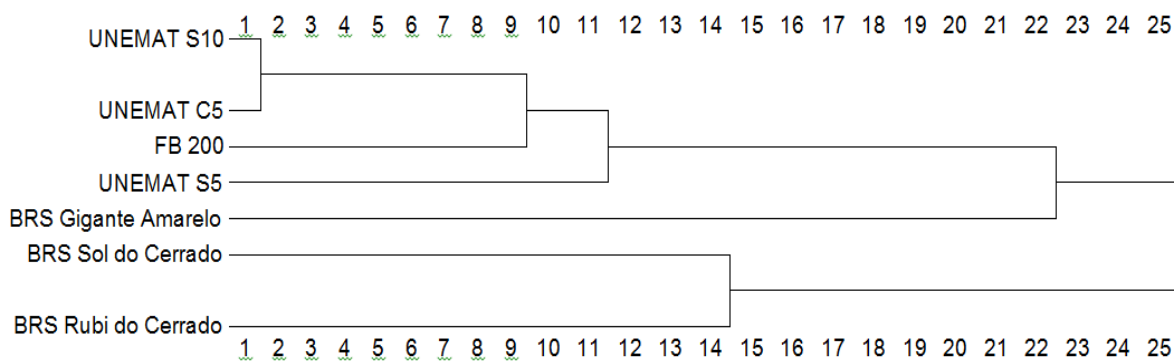 1 2 3 4 5 6 7 8 9 10 11 12 13 14 15 16 17 18 19 20 21 22 23 24 25
UNEMAT S10
UNEMAT C5
FB 200
UNEMAT S5
BRS Gigante Amarelo
BRS Sol do Cerrado
BRS Rubi do Cerrado
1 2 3 4 5 6 7 8 9 10 11 12 13 14 15 16 17 18 19 20 21 22 23 24 25